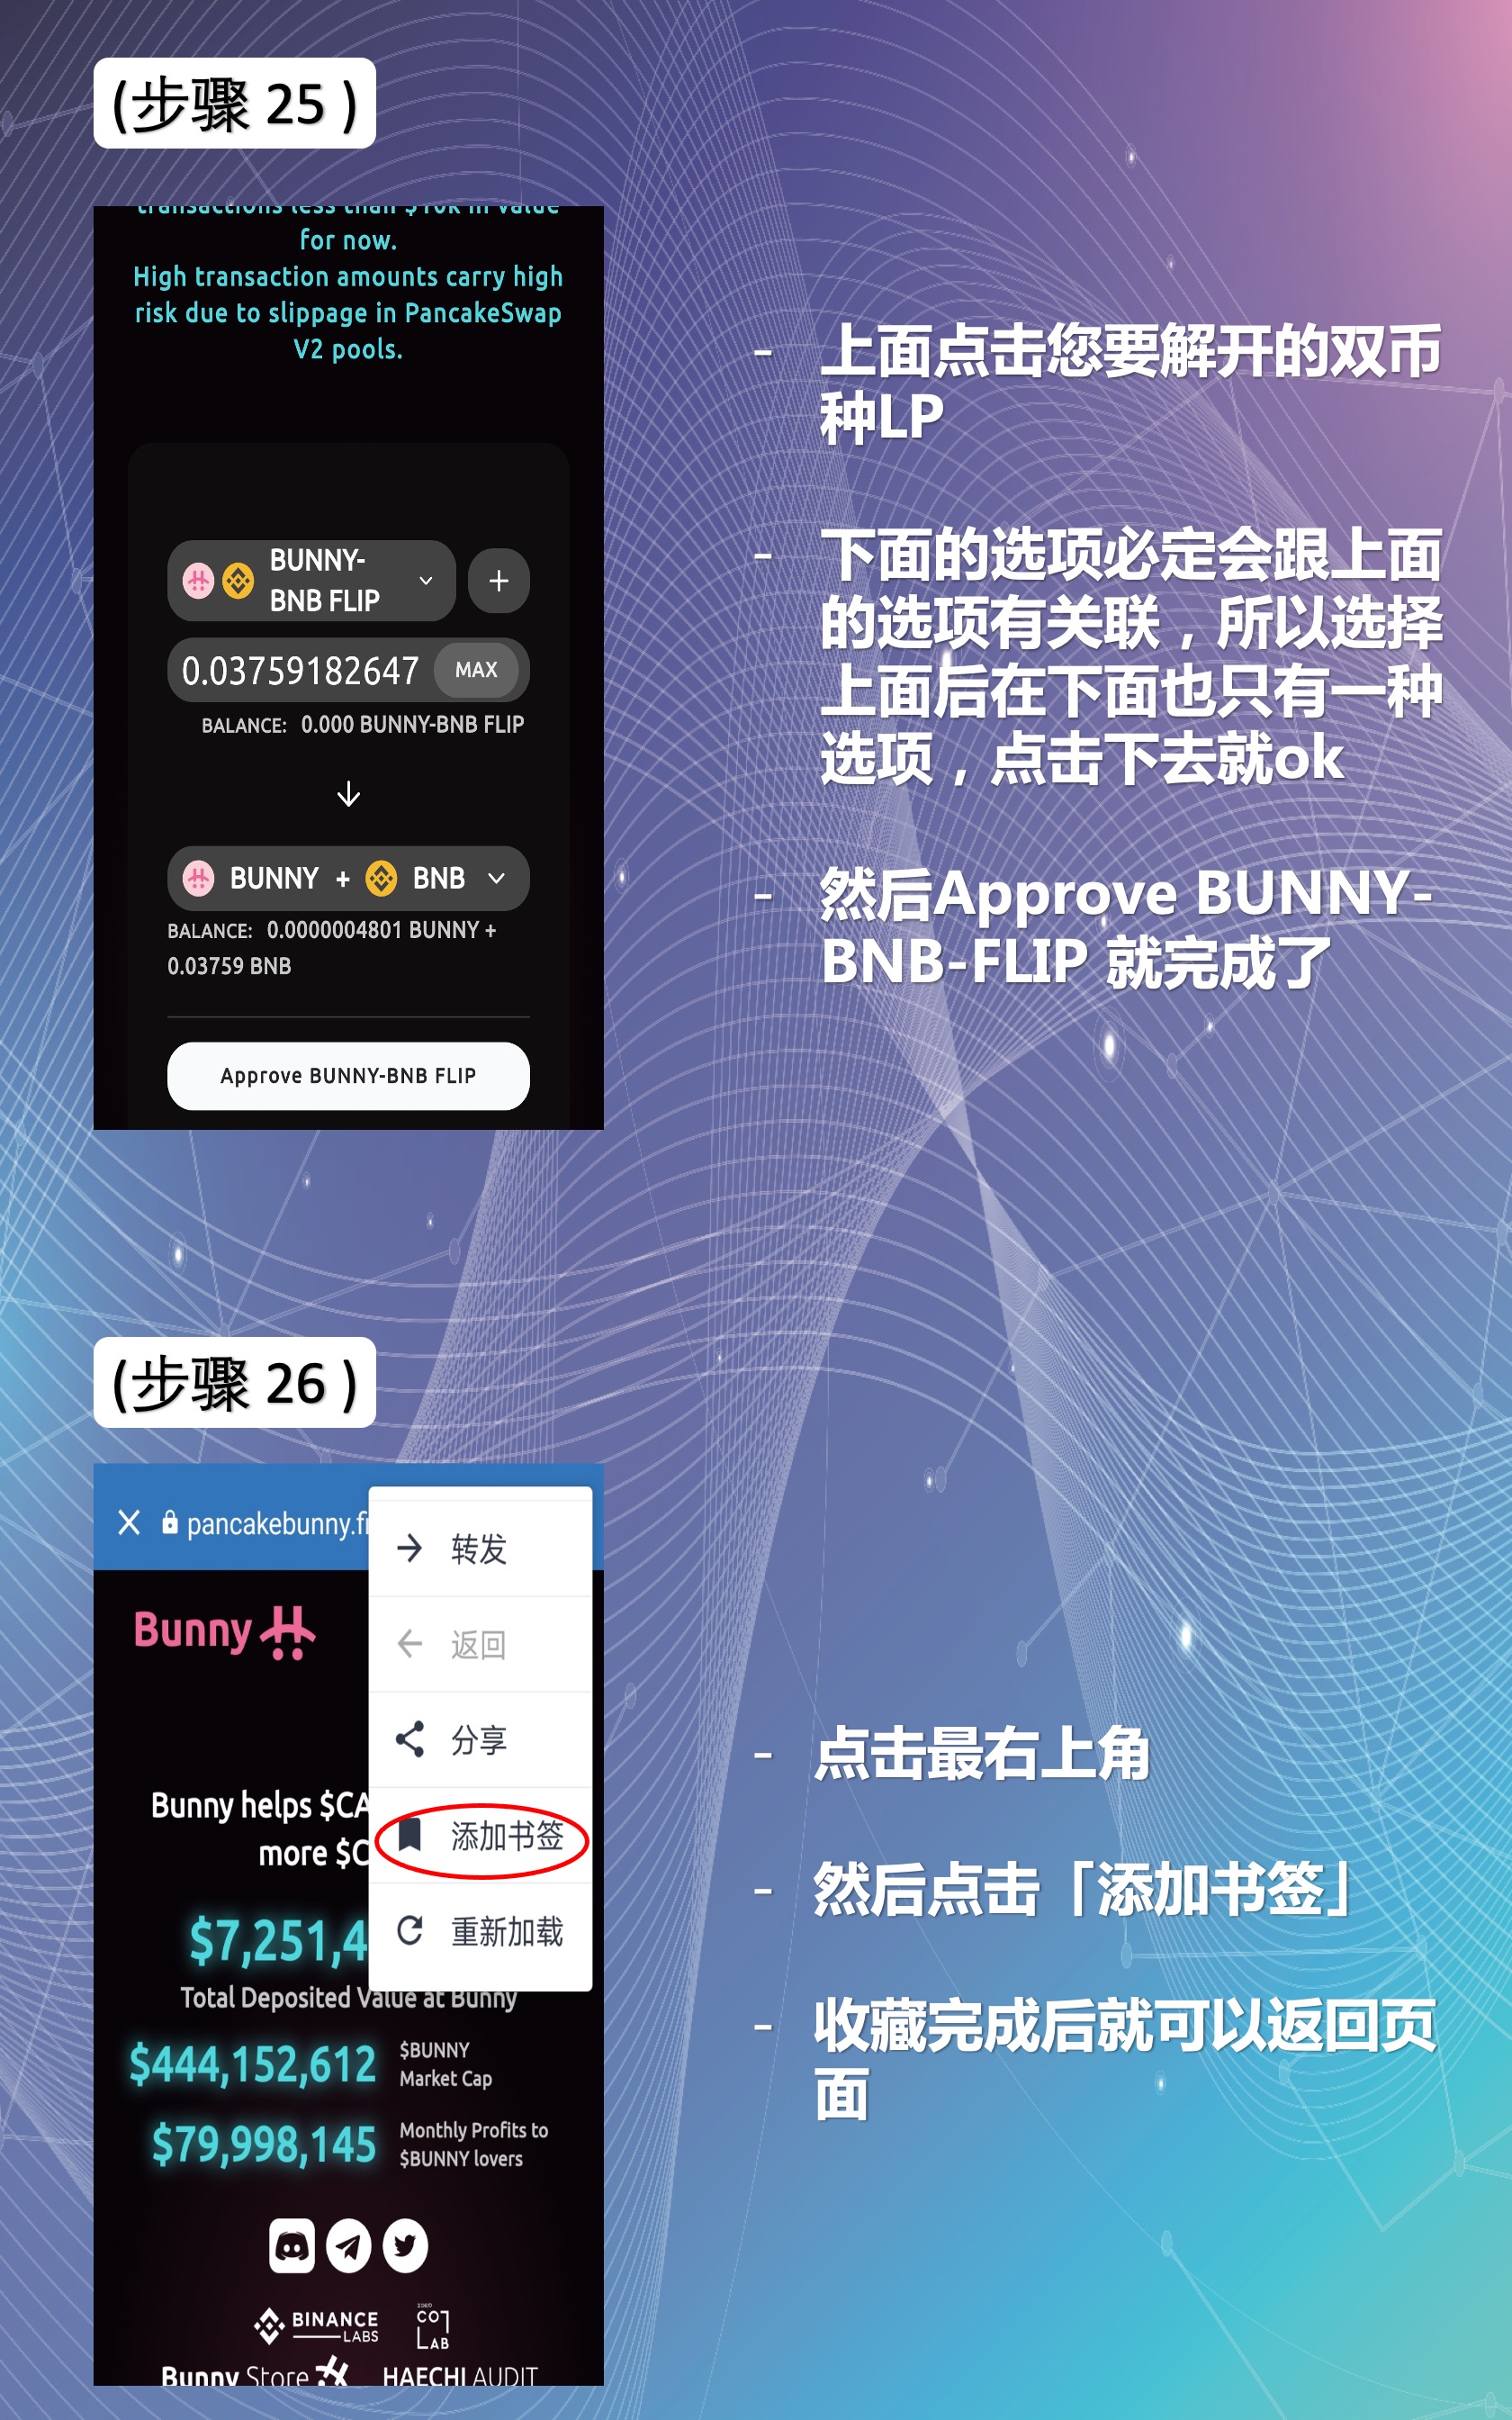 (步骤 25 )
transactions less than $10k in value
for now.
High transaction amounts carry high
risk due to slippage in PancakeSwap
V2 pools.
BUNNY-
BNB FLIP
+
0.03759182647
MAX
BALANCE: 0.000 BUNNY-BNB FLIP
BUNNY + BNB
BALANCE: 0.0000004801 BUNNY +
0.03759 BNB
Approve BUNNY-BNB FLIP
- 上面点击您要解开的双币
种LP
- 下面的选项必定会跟上面
的选项有关联，所以选择
上面后在下面也只有一种
选项，点击下去就ok
- 然后Approve BUNNY-
BNB-FLIP 就完成了
(步骤 26 )
pancakebunny.fi
转发
返回
分享
添加书签
重新加载
Bunny
Bunny helps $CA
more $C
$7,251,4
Total Deposited Value at Bunny
$444,152,612
$BUNNY
Market Cap
$79,998,145
Monthly Profits to
$BUNNY lovers
BINANCE
LABS
CO
LAB
Bunny Store
HAECHI AUDIT
- 点击最右上角
- 然后点击「添加书签」
- 收藏完成后就可以返回页
面